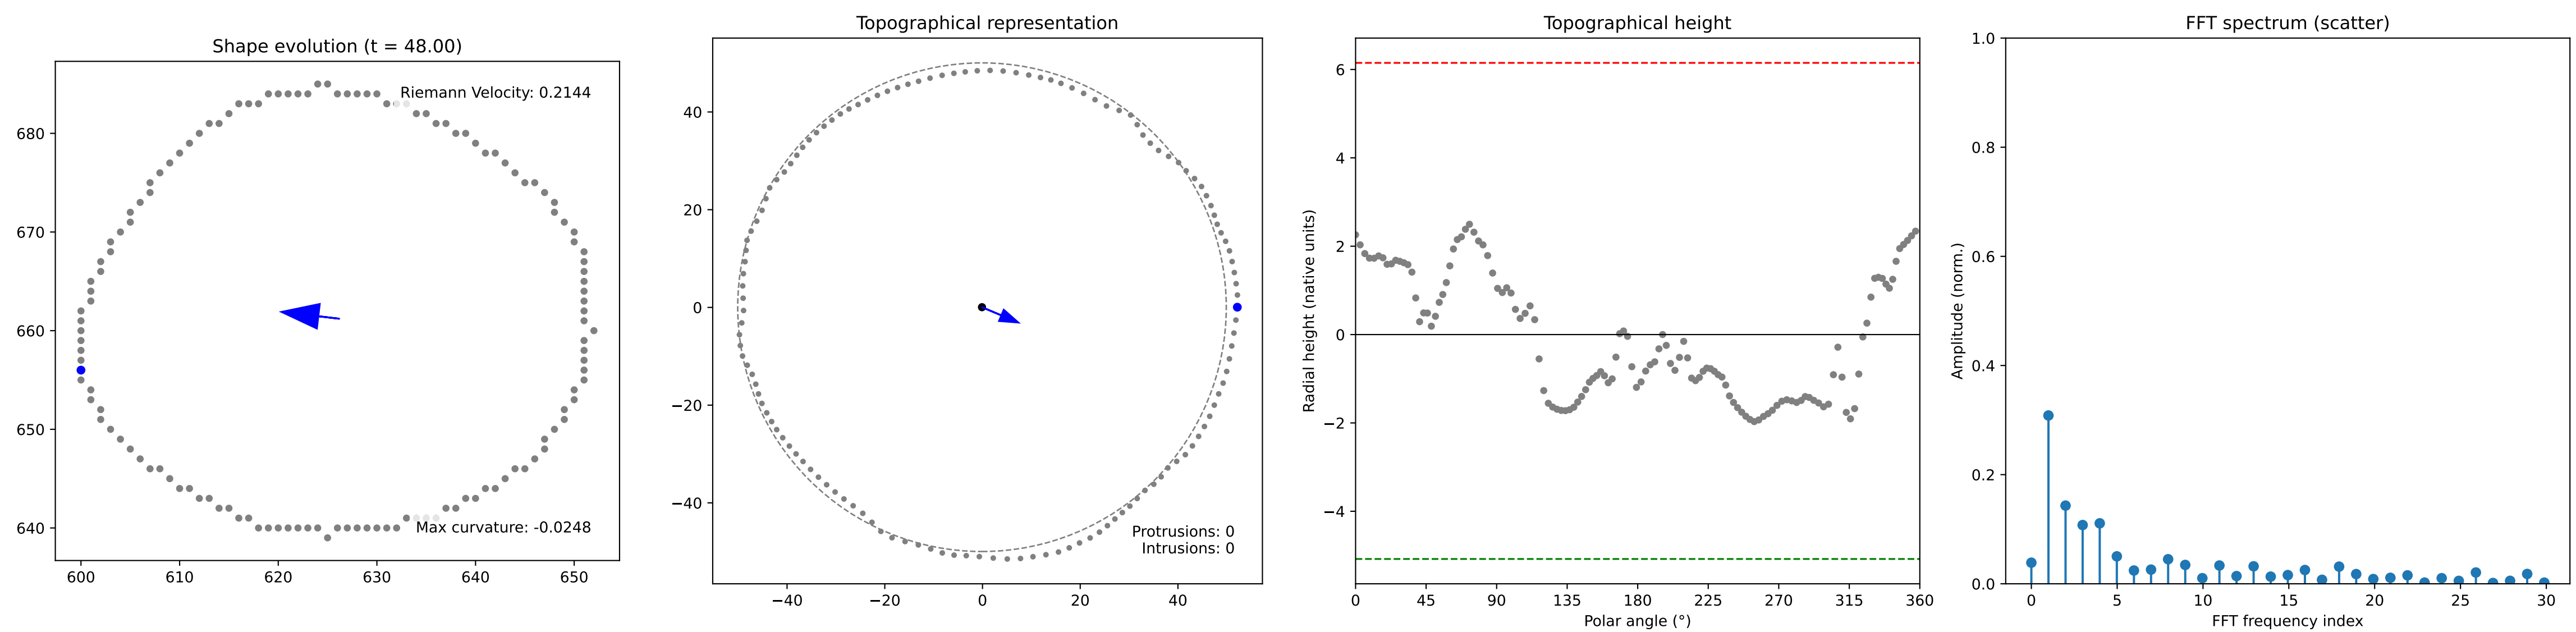 Shape evolution (t = 48.00)
Riemann Velocity: 0.2144
Max curvature: -0.0248
680
670
660
650
640
600 610 620 630 640 650
Topographical representation
Protrusions: 0
Intrusions: 0
40
20
0
−20
−40
−40 −20 0 20 40
Topographical height
Radial height (native units)
6
4
2
0
−2
−4
0 45 90 135 180 225 270 315 360
Polar angle (°)
FFT spectrum (scatter)
Amplitude (norm.)
1.0
0.8
0.6
0.4
0.2
0.0
0 5 10 15 20 25 30
FFT frequency index